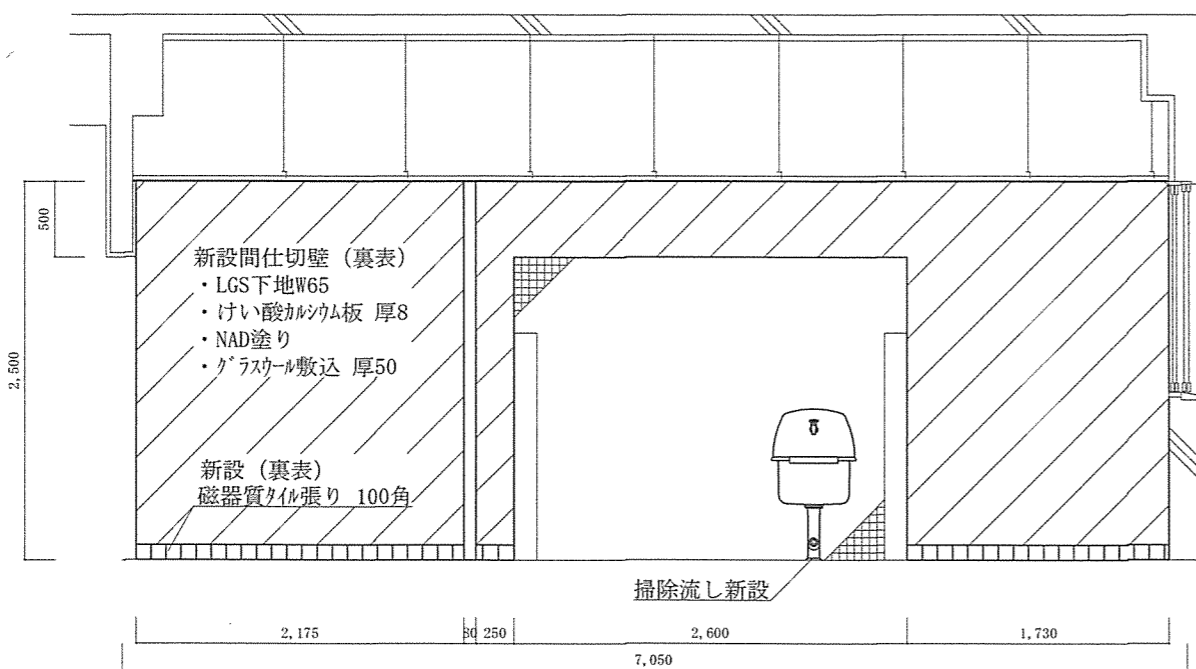 500
2,500
新設間仕切壁（裏表）
・LGS下地W65
・けい酸ｶﾙｼｳﾑ板 厚8
・NAD塗り
・ｸﾞﾗｽｳｰﾙ敷込 厚50
新設（裏表）
磁器質ﾀｲﾙ張り 100角
掃除流し新設
2,175
80
250
2,600
1,730
7,050